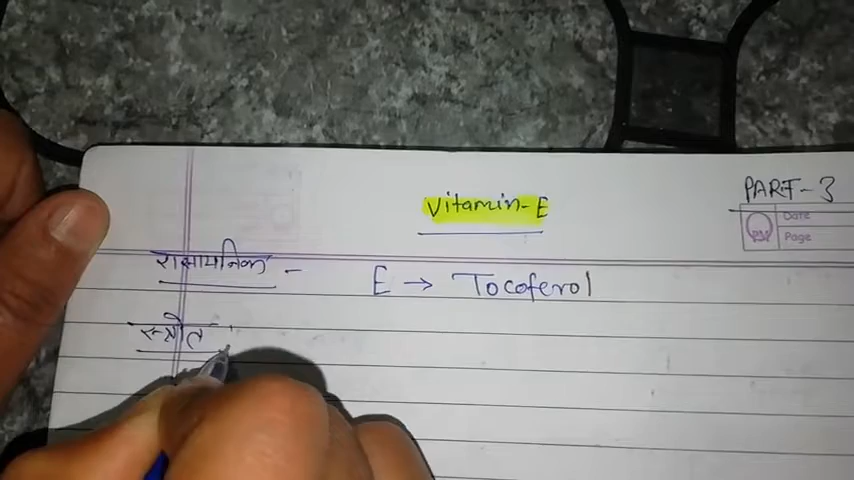 PART-3
Vitamin-E
Date
Page
रासायनिक - E → Tocoferol
स्त्रोत